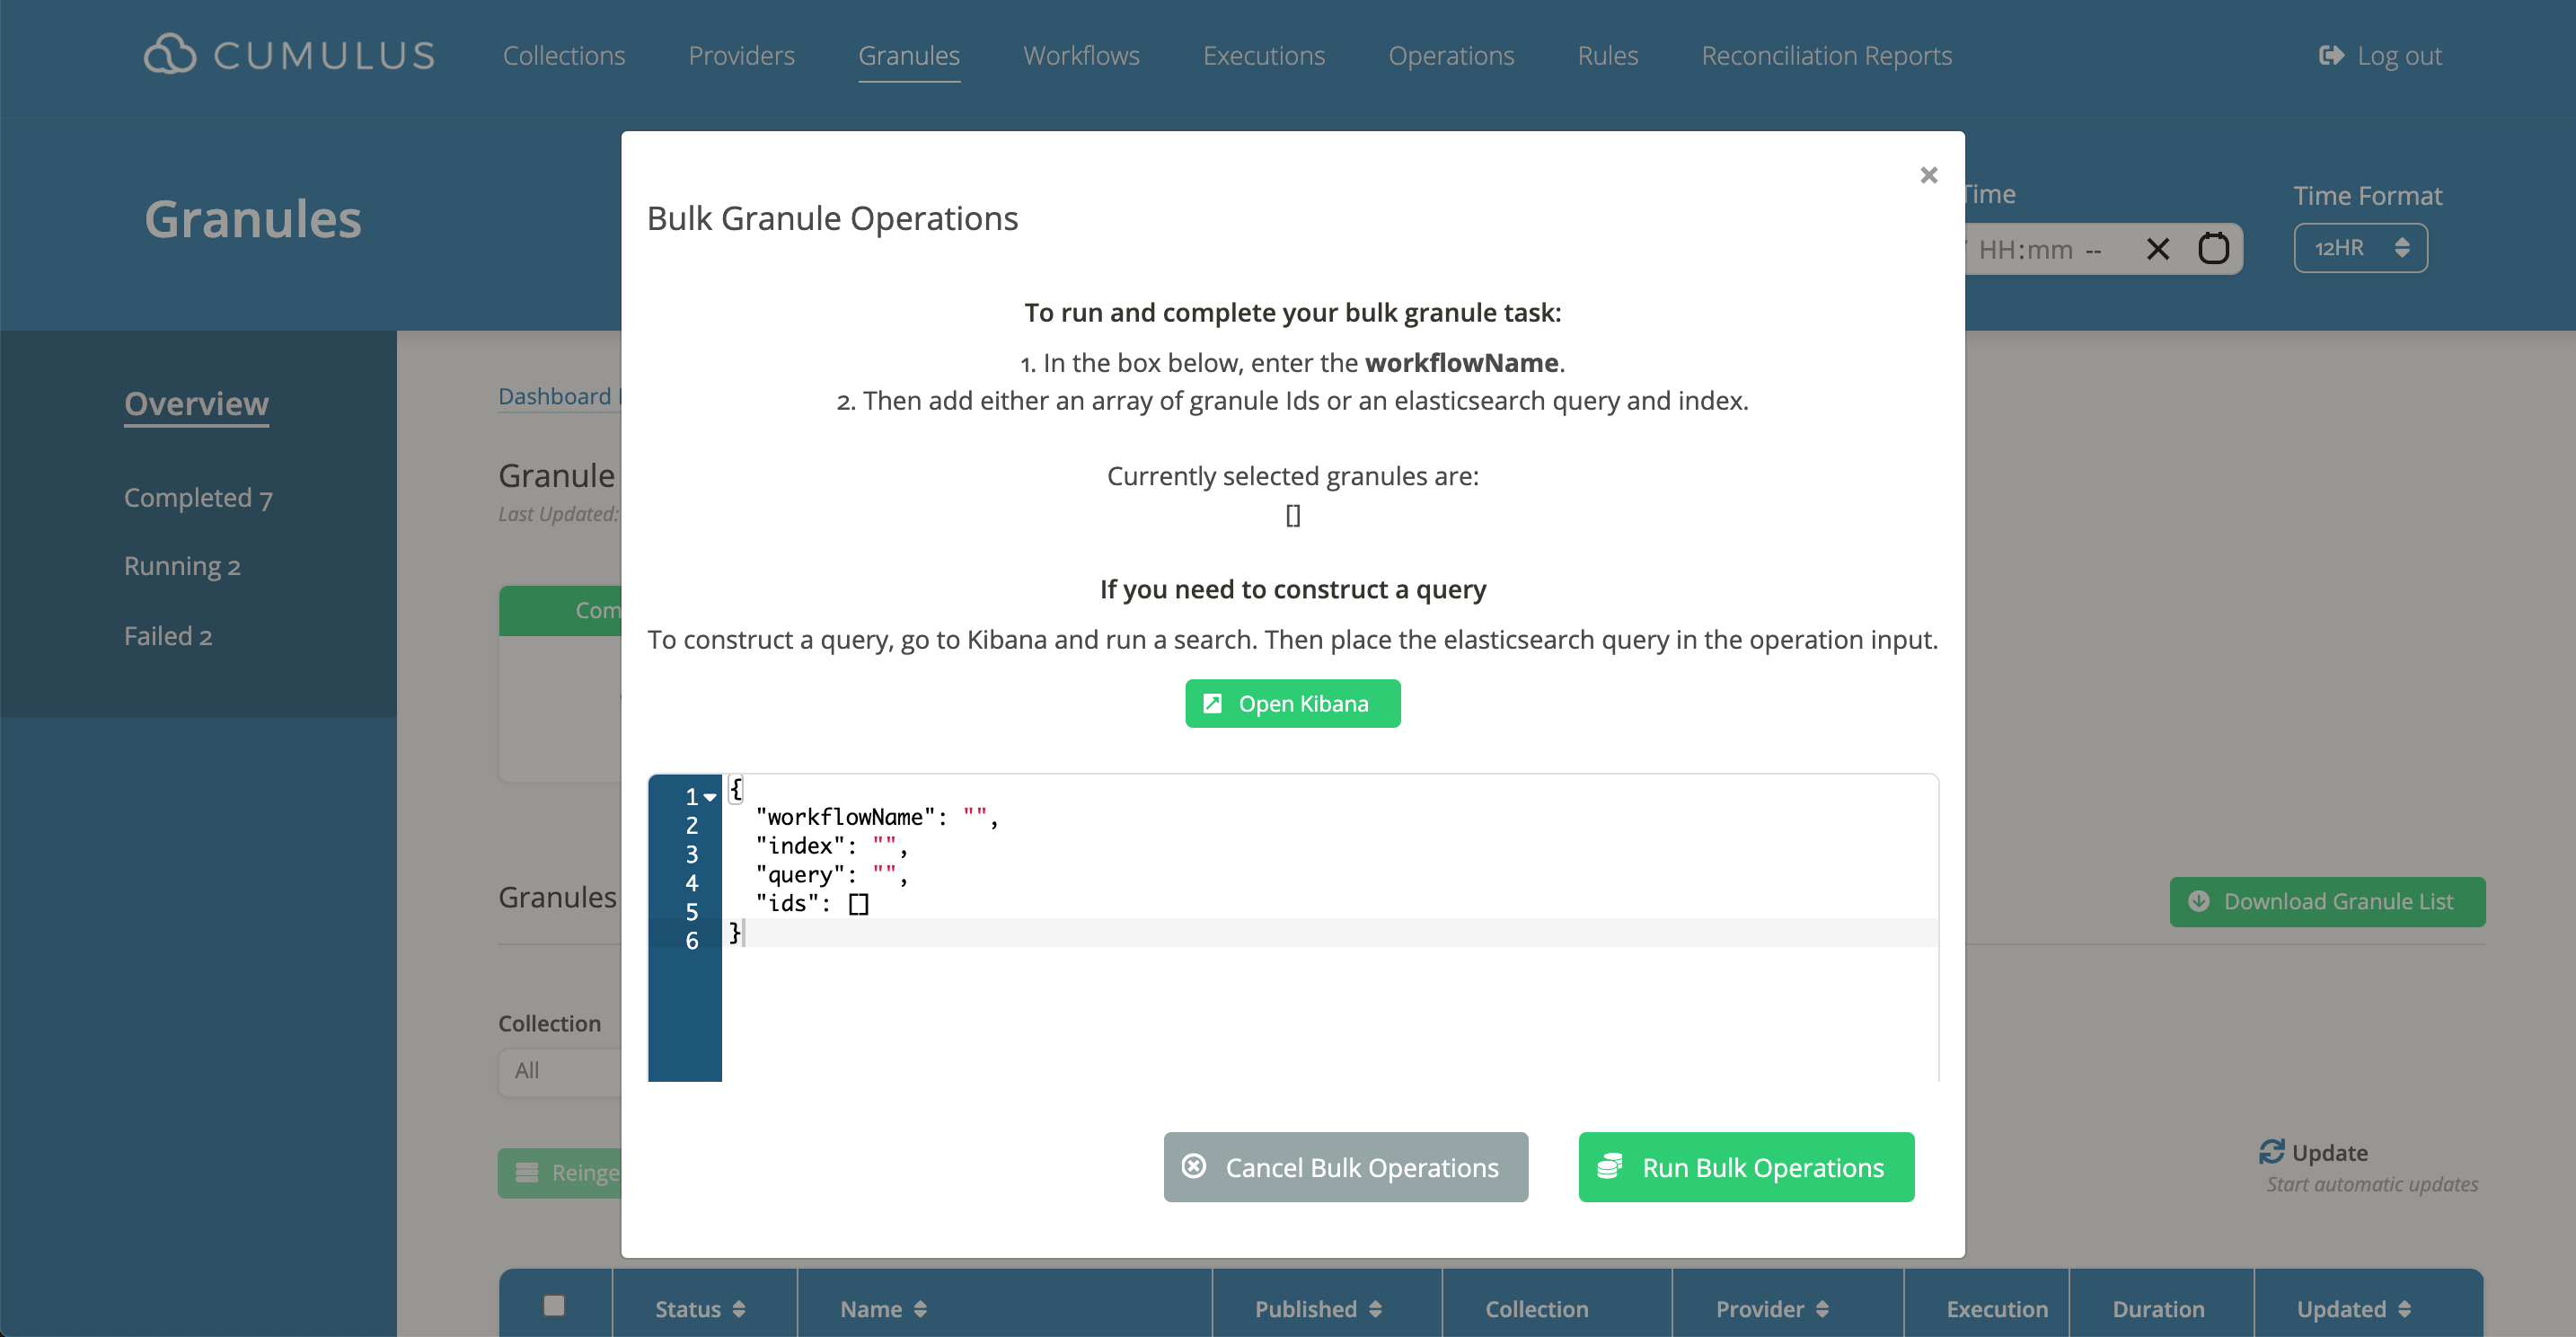 CUMULUS
Collections Providers Granules Workflows Executions Operations Rules Reconciliation Reports Log out
Granules
Time
HH:mm --
Time Format
12HR
Overview
Completed 7
Running 2
Failed 2
Dashboard
Granule
Last Updated:
Com
Granules
Download Granule List
Collection
All
Reinge
Update
Start automatic updates
Status Name Published Collection Provider Execution Duration Updated
×
Bulk Granule Operations
To run and complete your bulk granule task:
1. In the box below, enter the workflowName.
2. Then add either an array of granule Ids or an elasticsearch query and index.
Currently selected granules are:
[]
If you need to construct a query
To construct a query, go to Kibana and run a search. Then place the elasticsearch query in the operation input.
Open Kibana
1 {
2 "workflowName": "",
3 "index": "",
4 "query": "",
5 "ids": []
6 }
Cancel Bulk Operations
Run Bulk Operations